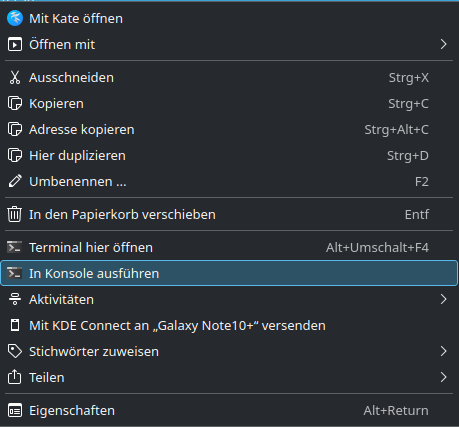 Mit Kate öffnen
Öffnen mit
Ausschneiden Strg+X
Kopieren Strg+C
Adresse kopieren Strg+Alt+C
Hier duplizieren Strg+D
Umbenennen ... F2
In den Papierkorb verschieben Entf
Terminal hier öffnen Alt+Umschalt+F4
In Konsole ausführen
Aktivitäten
Mit KDE Connect an „Galaxy Note10+“ versenden
Stichwörter zuweisen
Teilen
Eigenschaften Alt+Return